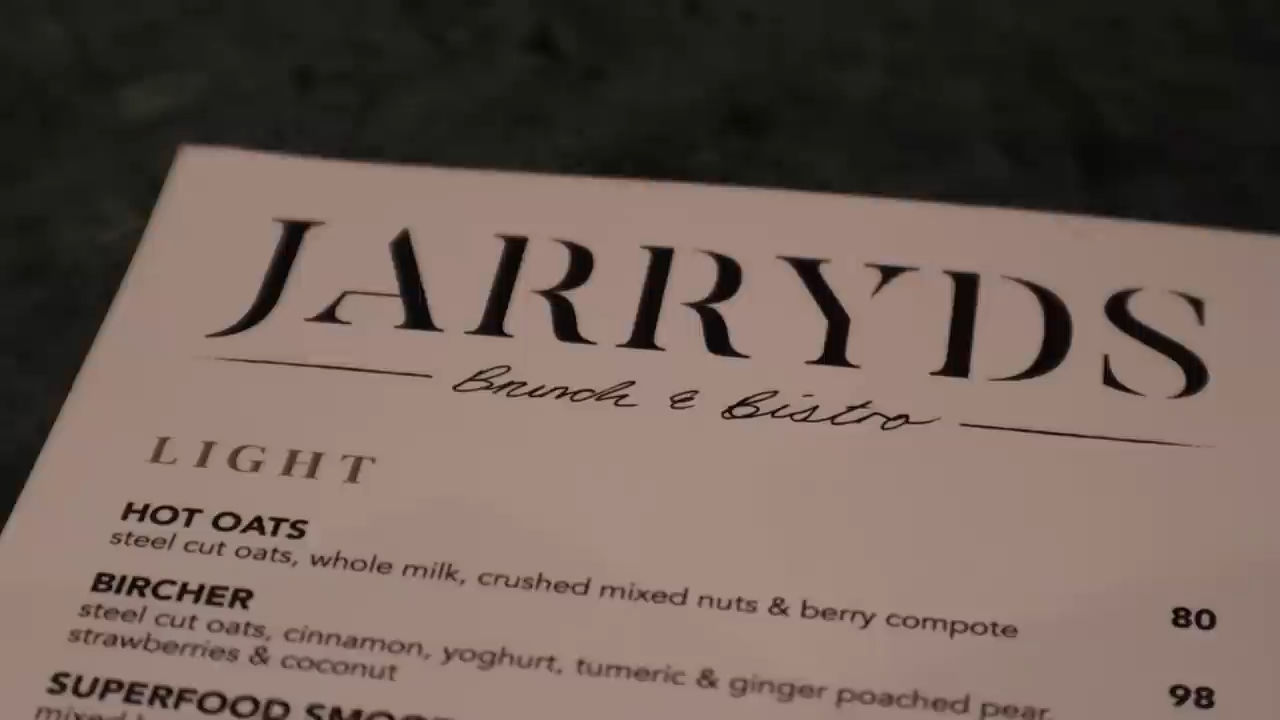 JARRYDS
Brunch & Bistro
LIGHT
HOT OATS
steel cut oats, whole milk, crushed mixed nuts & berry compote 80
BIRCHER
steel cut oats, cinnamon, yoghurt, tumeric & ginger poached pear,
strawberries & coconut 98
SUPERFOOD
mixed